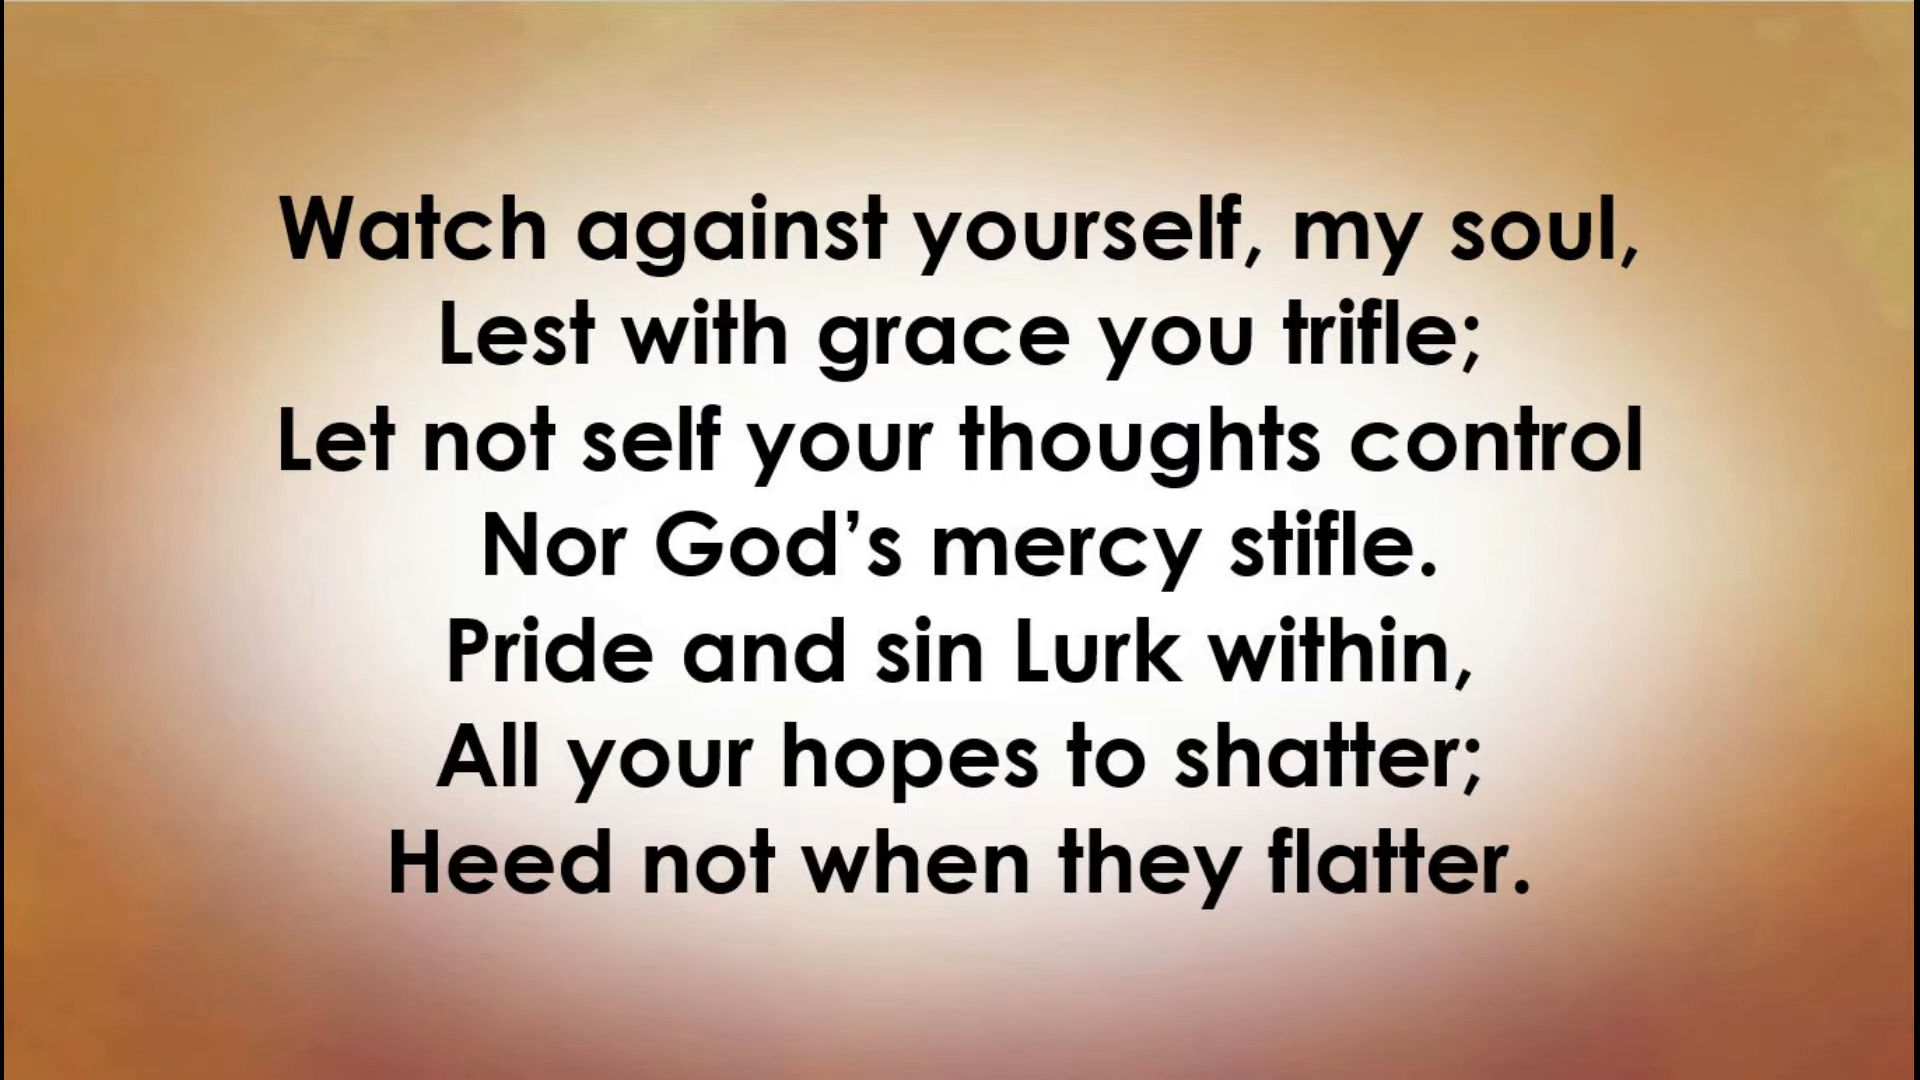 Watch against yourself, my soul,
Lest with grace you trifle;
Let not self your thoughts control
Nor God’s mercy stifle.
Pride and sin Lurk within,
All your hopes to shatter;
Heed not when they flatter.